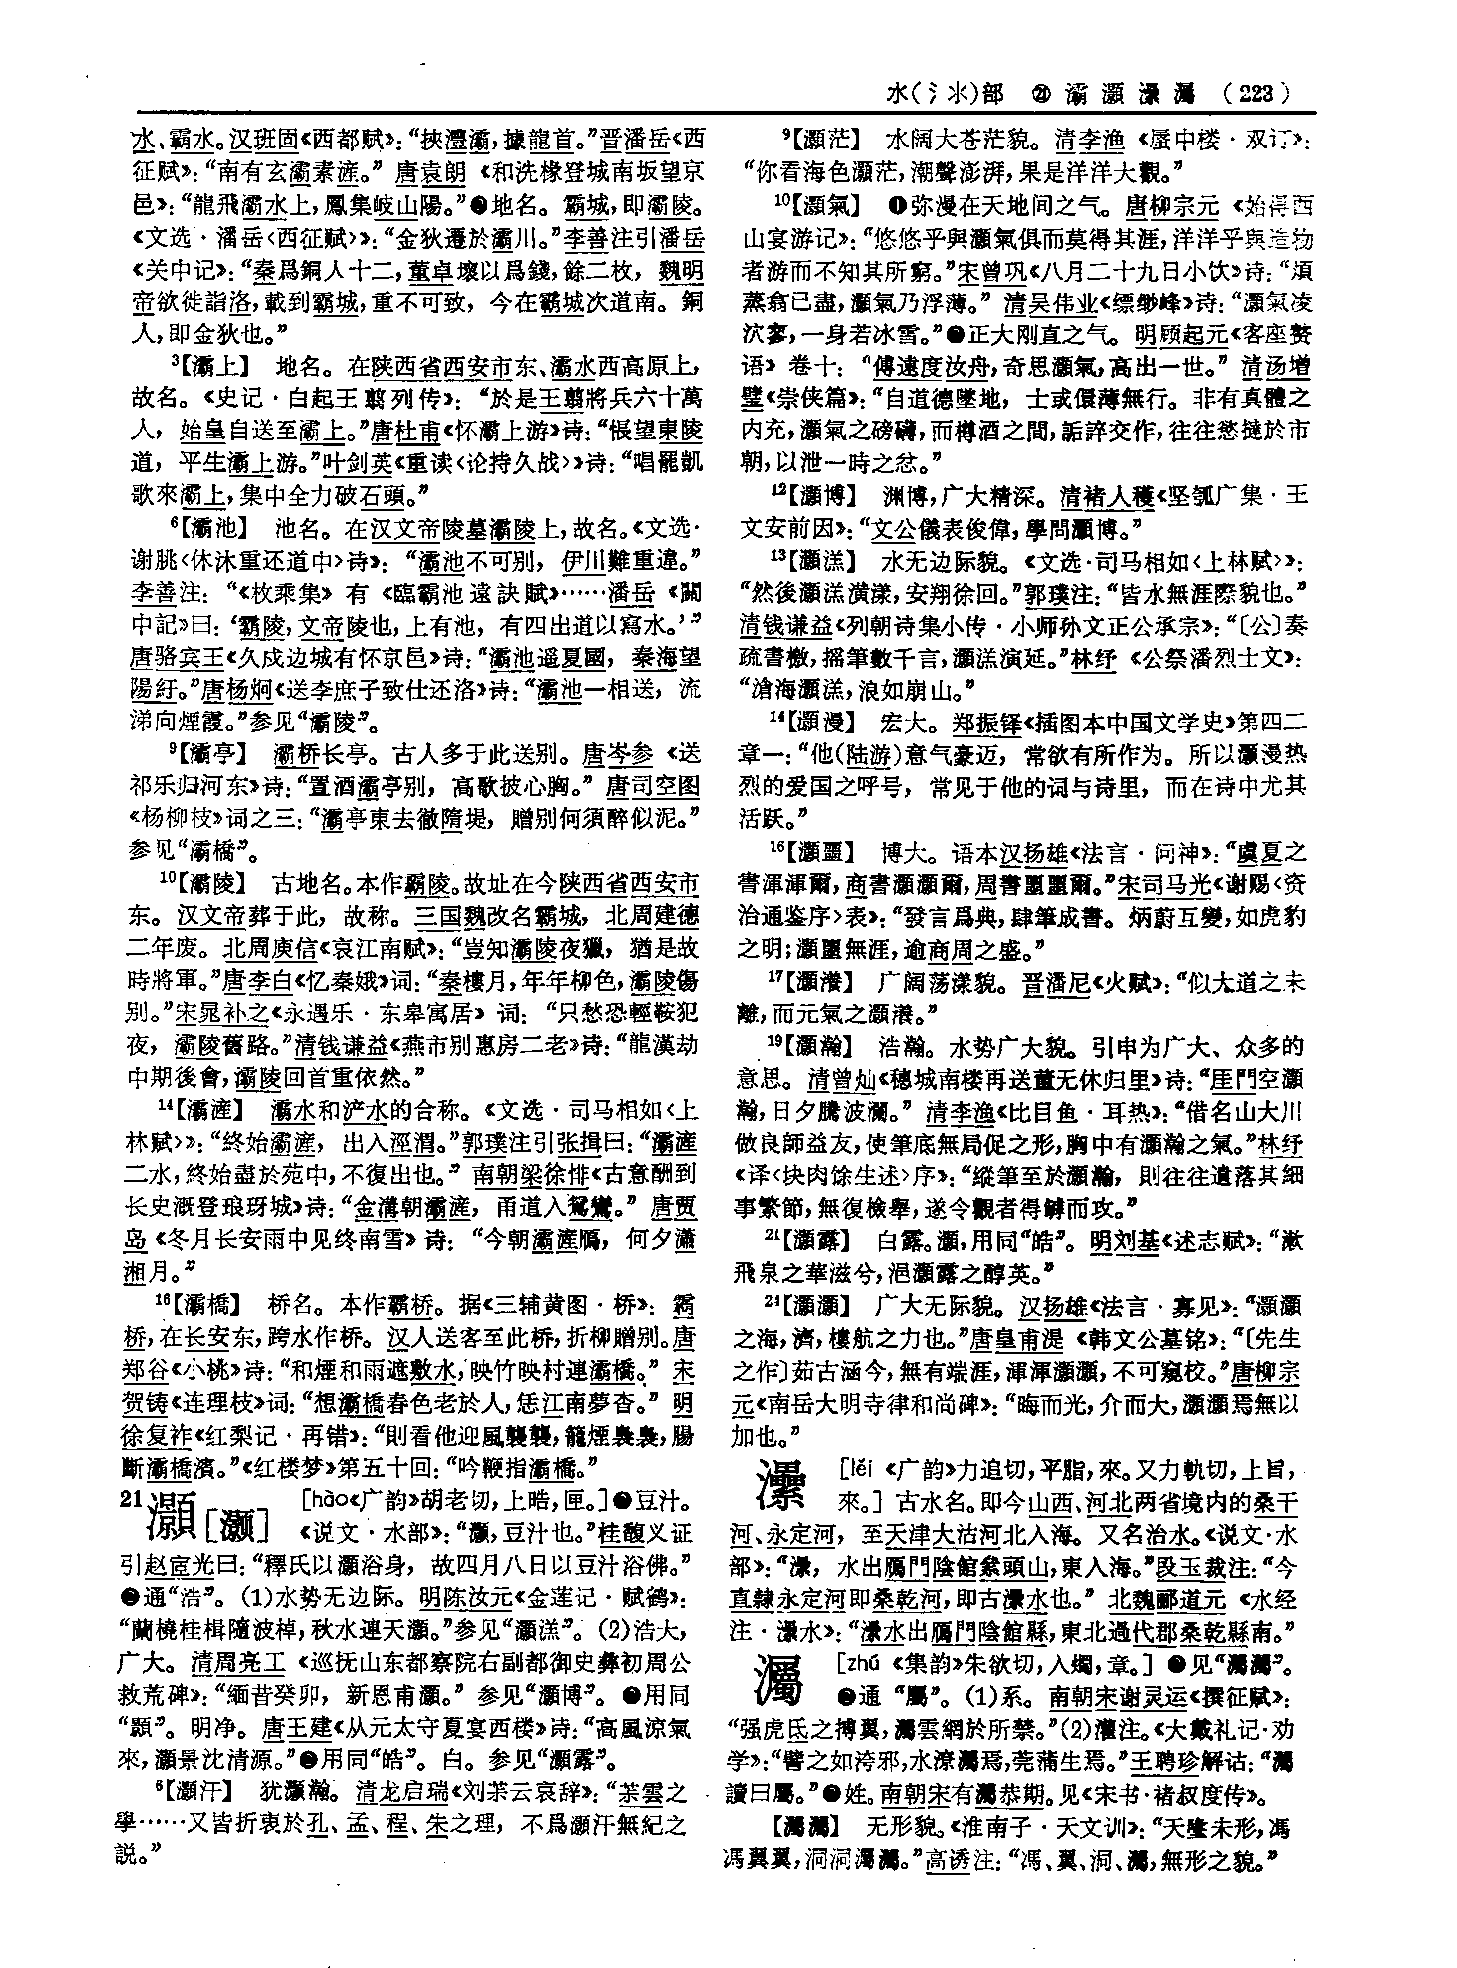 水(氵氺)部 ㉑ 灞灝灅灟 (223)
水、霸水。汉班固《西都赋》：“挾灃灞，據龍首。”晋潘岳《西
征赋》：“南有玄灞素滻。” 唐袁朗《和洗椽登城南坂望京
邑》：“龍飛灞水上，鳳集岐山陽。”❷地名。霸城，即灞陵。
《文选·潘岳〈西征赋〉》：“金狄遷於灞川。”李善注引潘岳
《关中记》：“秦爲銅人十二，董卓壞以爲錢，餘二枚，魏明
帝欲徙詣洛，載到霸城，重不可致，今在霸城次道南。銅
人，即金狄也。”
³【灞上】 地名。在陕西省西安市东、灞水西高原上，
故名。《史记·白起王翦列传》：“於是王翦將兵六十萬
人，始皇自送至灞上。”唐杜甫《怀灞上游》诗：“悵望東陵
道，平生灞上游。”叶剑英《重读〈论持久战〉》诗：“唱罷凱
歌來灞上，集中全力破石頭。”
⁶【灞池】 池名。在汉文帝陵墓灞陵上，故名。《文选·
谢朓〈休沐重还道中〉诗》：“灞池不可别，伊川難重違。”
李善注：“《枚乘集》有《臨霸池遠訣賦》……潘岳《關
中記》曰：‘霸陵，文帝陵也，上有池，有四出道以寫水。’”
唐骆宾王《久戍边城有怀京邑》诗：“灞池遥夏國，秦海望
陽紆。”唐杨炯《送李庶子致仕还洛》诗：“灞池一相送，流
涕向煙霞。”参见“灞陵”。
⁹【灞亭】 灞桥长亭。古人多于此送别。唐岑参《送
祁乐归河东》诗：“置酒灞亭别，高歌披心胸。” 唐司空图
《杨柳枝》词之三：“灞亭東去徹隋堤，贈别何須醉似泥。”
参见“灞橋”。
¹⁰【灞陵】 古地名。本作霸陵。故址在今陕西省西安市
东。汉文帝葬于此，故称。三国魏改名霸城，北周建德
二年废。北周庾信《哀江南赋》：“豈知灞陵夜獵，猶是故
時將軍。”唐李白《忆秦娥》词：“秦樓月，年年柳色，灞陵傷
别。”宋晁补之《永遇乐·东皋寓居》词：“只愁恐輕鞍犯
夜，灞陵舊路。”清钱谦益《燕市别惠房二老》诗：“龍漢劫
中期後會，灞陵回首重依然。”
¹⁴【灞滻】 灞水和浐水的合称。《文选·司马相如〈上
林赋〉》：“終始灞滻，出入涇渭。”郭璞注引张揖曰：“灞滻
二水，終始盡於苑中，不復出也。” 南朝梁徐悱《古意酬到
长史溉登琅玡城》诗：“金溝朝灞滻，甬道入鴛鸞。” 唐贾
岛《冬月长安雨中见终南雪》诗：“今朝灞滻鴈，何夕瀟
湘月。”
¹⁶【灞橋】 桥名。本作霸桥。据《三辅黄图·桥》：霸
桥，在长安东，跨水作桥。汉人送客至此桥，折柳贈别。唐
郑谷《小桃》诗：“和煙和雨遮敷水，映竹映村連灞橋。” 宋
贺铸《连理枝》词：“想灞橋春色老於人，恁江南夢杳。” 明
徐复祚《红梨记·再错》：“則看他迎風襲襲，籠煙裊裊，腸
斷灞橋濱。”《红楼梦》第五十回：“吟鞭指灞橋。”
21灝[灏] [hào《广韵》胡老切，上晧，匣。]❶豆汁。
《说文·水部》：“灝，豆汁也。”桂馥义证
引赵宧光曰：“釋氏以灝浴身，故四月八日以豆汁浴佛。”
❷通“浩”。(1)水势无边际。明陈汝元《金莲记·赋鹤》：
“蘭橈桂楫隨波棹，秋水連天灝。”参见“灝溔”。(2)浩大，
广大。清周亮工《巡抚山东都察院右副都御史彝初周公
救荒碑》：“緬昔癸卯，新恩甫灝。” 参见“灝博”。❸用同
“顥”。明净。唐王建《从元太守夏宴西楼》诗：“高風凉氣
來，灝景沈清源。”❹用同“皓”。白。参见“灝露”。
⁶【灝汗】 犹灝瀚。清龙启瑞《刘茮云哀辞》：“茮雲之
學……又皆折衷於孔、孟、程、朱之理，不爲灝汗無紀之
説。”
⁹【灝茫】 水阔大苍茫貌。清李渔《蜃中楼·双订》：
“你看海色灝茫，潮聲澎湃，果是洋洋大觀。”
¹⁰【灝氣】 ❶弥漫在天地间之气。唐柳宗元《始得西
山宴游记》：“悠悠乎與灝氣俱而莫得其涯，洋洋乎與造物
者游而不知其所窮。”宋曾巩《八月二十九日小饮》诗：“煩
蒸翕已盡，灝氣乃浮薄。” 清吴伟业《缥缈峰》诗：“灝氣凌
泬寥，一身若冰雪。”❷正大刚直之气。明顾起元《客座赘
语》卷十：“傅遠度汝舟，奇思灝氣，高出一世。” 清汤增
璧《崇侠篇》：“自道德墜地，士或儇薄無行。非有真體之
内充，灝氣之磅礴，而樽酒之間，詬誶交作，往往慾撻於市
朝，以泄一時之忿。”
¹²【灝博】 渊博，广大精深。清褚人穫《坚瓠广集·王
文安前因》：“文公儀表俊偉，學問灝博。”
¹³【灝溔】 水无边际貌。《文选·司马相如〈上林赋〉》：
“然後灝溔潢漾，安翔徐回。”郭璞注：“皆水無涯際貌也。”
清钱谦益《列朝诗集小传·小师孙文正公承宗》：“〔公〕奏
疏書檄，摇筆數千言，灝溔演延。”林纾《公祭潘烈士文》：
“滄海灝溔，浪如崩山。”
¹⁴【灝漫】 宏大。郑振铎《插图本中国文学史》第四二
章一：“他(陆游)意气豪迈，常欲有所作为。所以灏漫热
烈的爱国之呼号，常见于他的词与诗里，而在诗中尤其
活跃。”
¹⁶【灝噩】 博大。语本汉扬雄《法言·问神》：“虞夏之
書渾渾爾，商書灝灝爾，周書噩噩爾。”宋司马光《谢赐〈资
治通鉴序〉表》：“發言爲典，肆筆成書。炳蔚互變，如虎豹
之明；灝噩無涯，逾商周之盛。”
¹⁷【灝瀁】 广阔荡漾貌。晋潘尼《火赋》：“似大道之未
離，而元氣之灝瀁。”
¹⁹【灝瀚】 浩瀚。水势广大貌。引申为广大、众多的
意思。清曾灿《穗城南楼再送董无休归里》诗：“厓門空灝
瀚，日夕騰波瀾。” 清李渔《比目鱼·耳热》：“借名山大川
做良師益友，使筆底無局促之形，胸中有灝瀚之氣。”林纾
《译〈块肉馀生述〉序》：“縱筆至於灝瀚，則往往遺落其細
事繁節，無復檢舉，遂令觀者得罅而攻。”
²¹【灝露】 白露。灝，用同“皓”。明刘基《述志赋》：“漱
飛泉之華滋兮，浥灝露之醇英。”
²⁴【灝灝】 广大无际貌。汉扬雄《法言·寡见》：“灝灝
之海，濟，樓航之力也。”唐皇甫湜《韩文公墓铭》：“〔先生
之作〕茹古涵今，無有端涯，渾渾灝灝，不可窺校。”唐柳宗
元《南岳大明寺律和尚碑》：“晦而光，介而大，灝灝焉無以
加也。”
灅 [léi《广韵》力追切，平脂，來。又力軌切，上旨，
來。] 古水名。即今山西、河北两省境内的桑干
河、永定河，至天津大沽河北入海。又名治水。《说文·水
部》：“灅，水出鴈門陰館絫頭山，東入海。”段玉裁注：“今
直隸永定河即桑乾河，即古灅水也。” 北魏郦道元《水经
注·灅水》：“灅水出鴈門陰館縣，東北過代郡桑乾縣南。”
灟 [zhú《集韵》朱欲切，入燭，章。] ❶见“灟灟”。
❷通“屬”。(1)系。南朝宋谢灵运《撰征赋》：
“强虎氐之搏翼，灟雲網於所禁。”(2)灌注。《大戴礼记·劝
学》：“譬之如洿邪，水潦灟焉，莞蒲生焉。”王聘珍解诂：“灟
讀曰屬。”❸姓。南朝宋有灟恭期。见《宋书·褚叔度传》。
【灟灟】 无形貌。《淮南子·天文训》：“天墬未形，馮
馮翼翼，洞洞灟灟。”高诱注：“馮、翼、洞、灟，無形之貌。”